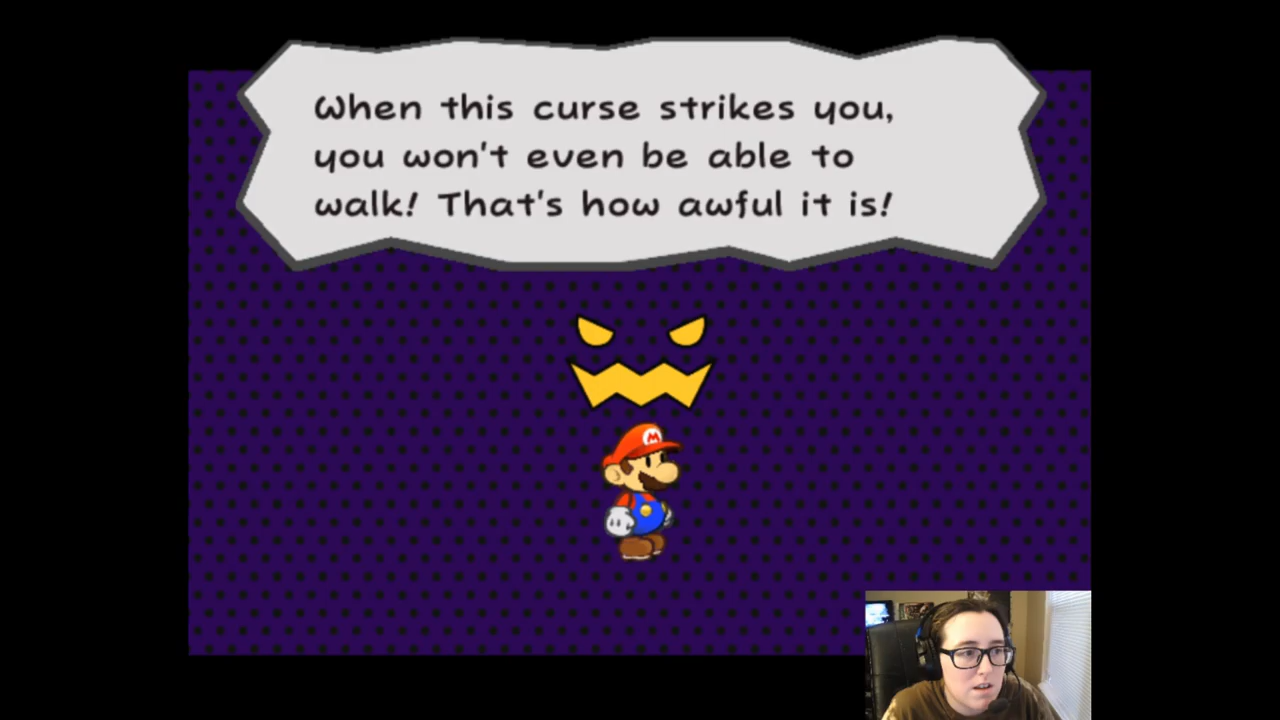 When this curse strikes you,
you won't even be able to
walk! That's how awful it is!
M